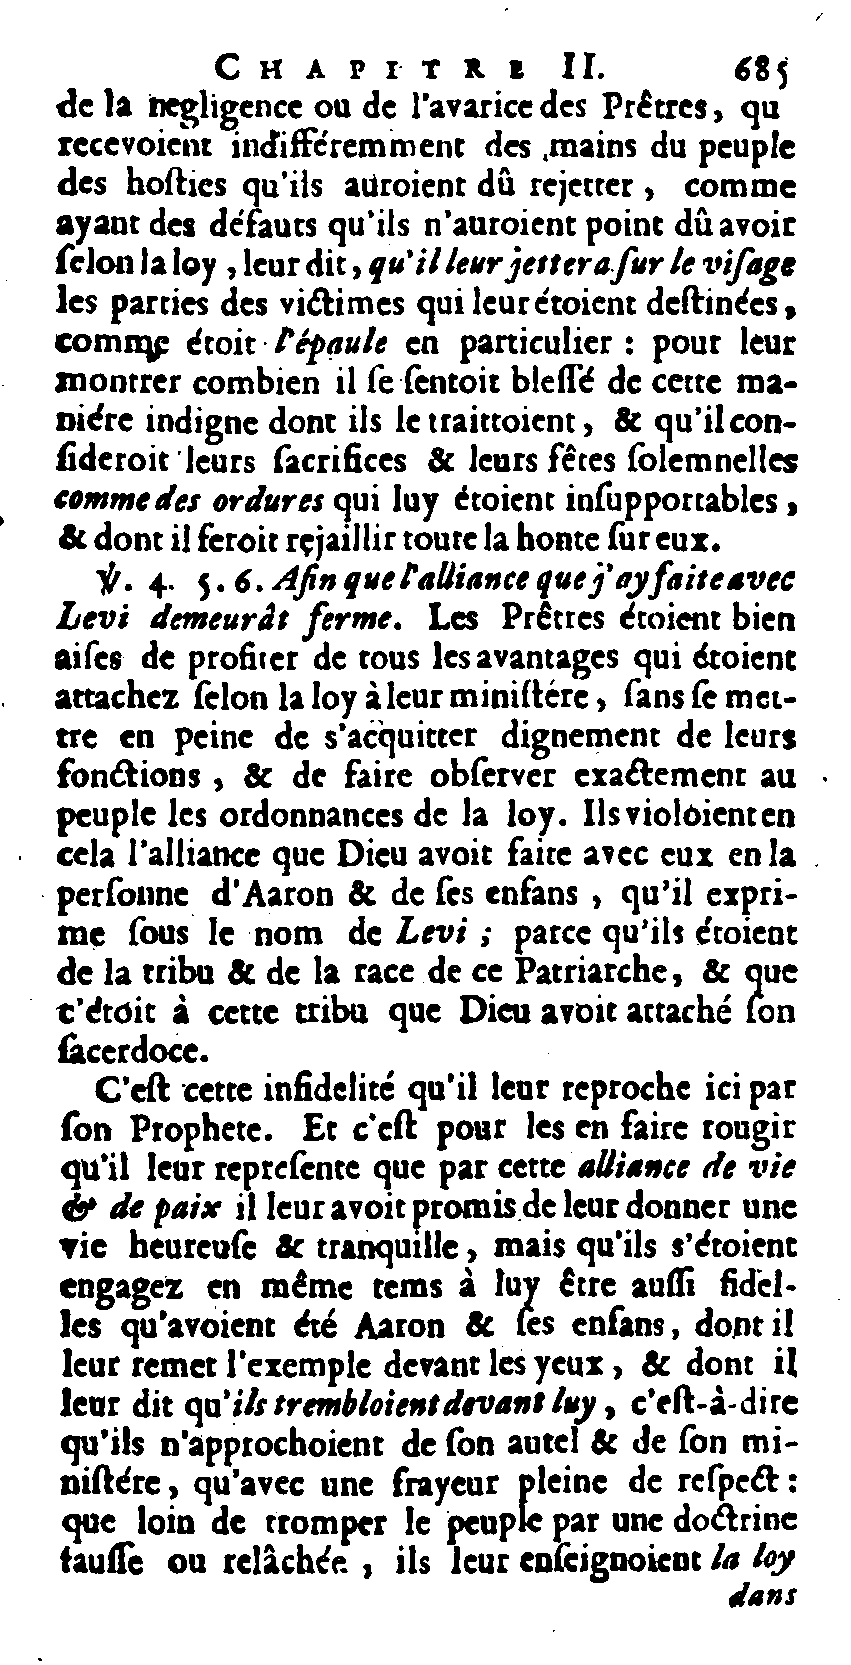 CHAPITRE II. 685
de la negligence ou de l'avarice des Prêtres, qu
recevoient indifféremment des mains du peuple
des hoſties qu'ils auroient dû rejetter, comme
ayant des défauts qu'ils n'auroient point dû avoir
ſelon la loy, leur dit, qu'il leur jettera ſur le viſage
les parties des victimes qui leur étoient deſtinées,
comme étoit l'épaule en particulier : pour leur
montrer combien il ſe ſentoit bleſſé de cette ma-
niére indigne dont ils le traittoient, & qu'il con-
ſideroit leurs ſacrifices & leurs fêtes ſolemnelles
comme des ordures qui luy étoient inſupportables,
& dont il feroit réjaillir toute la honte ſur eux.
℣. 4. 5. 6. Afin que l'alliance que j'ay faite avec
Levi demeurât ferme. Les Prêtres étoient bien
aiſes de profiter de tous les avantages qui étoient
attachez ſelon la loy à leur miniſtére, ſans ſe met-
tre en peine de s'acquitter dignement de leurs
fonctions, & de faire obſerver exactement au
peuple les ordonnances de la loy. Ils violoient en
cela l'alliance que Dieu avoit faite avec eux en la
perſonne d'Aaron & de ſes enfans, qu'il expri-
me ſous le nom de Levi ; parce qu'ils étoient
de la tribu & de la race de ce Patriarche, & que
c'étoit à cette tribu que Dieu avoit attaché ſon
ſacerdoce.
C'eſt cette infidelité qu'il leur reproche ici par
ſon Prophete. Et c'eſt pour les en faire rougir
qu'il leur repreſente que par cette alliance de vie
& de paix il leur avoit promis de leur donner une
vie heureuſe & tranquille, mais qu'ils s'étoient
engagez en même tems à luy être auſſi fidel-
les qu'avoient été Aaron & ſes enfans, dont il
leur remet l'exemple devant les yeux, & dont il
leur dit qu'ils trembloient devant luy, c'eſt-à-dire
qu'ils n'approchoient de ſon autel & de ſon mi-
niſtére, qu'avec une frayeur pleine de reſpect :
que loin de tromper le peuple par une doctrine
fauſſe ou relâchée, ils leur enſeignoient la loy
dans